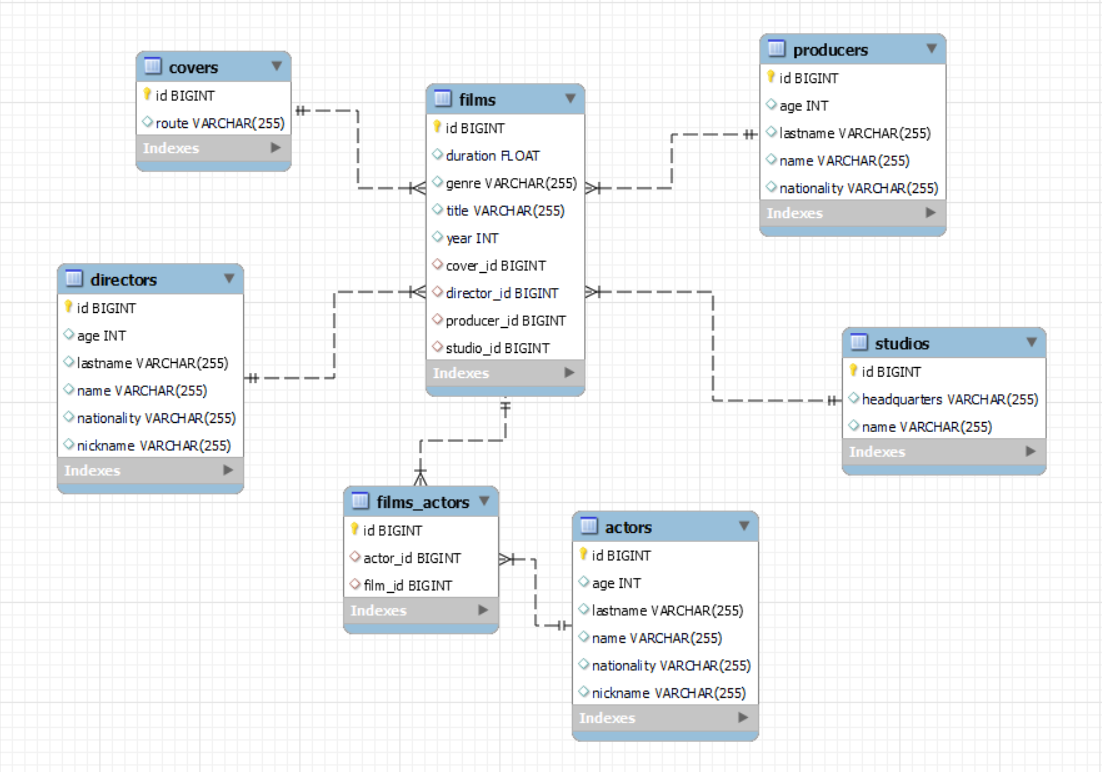 covers
id BIGINT
route VARCHAR(255)
Indexes
films
id BIGINT
duration FLOAT
genre VARCHAR(255)
title VARCHAR(255)
year INT
cover_id BIGINT
director_id BIGINT
producer_id BIGINT
studio_id BIGINT
Indexes
producers
id BIGINT
age INT
lastname VARCHAR(255)
name VARCHAR(255)
nationality VARCHAR(255)
Indexes
directors
id BIGINT
age INT
lastname VARCHAR(255)
name VARCHAR(255)
nationality VARCHAR(255)
nickname VARCHAR(255)
Indexes
studios
id BIGINT
headquarters VARCHAR(255)
name VARCHAR(255)
Indexes
films_actors
id BIGINT
actor_id BIGINT
film_id BIGINT
Indexes
actors
id BIGINT
age INT
lastname VARCHAR(255)
name VARCHAR(255)
nationality VARCHAR(255)
nickname VARCHAR(255)
Indexes